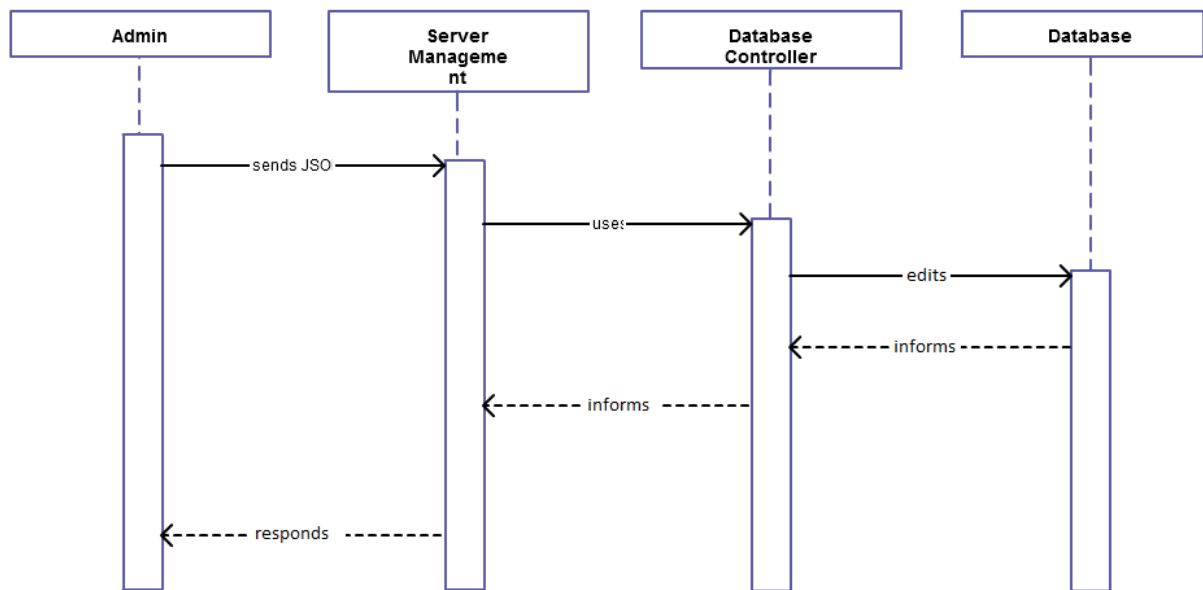 Admin
Server
Manageme
nt
Database
Controller
Database
sends JSO
uses
edits
informs
informs
responds